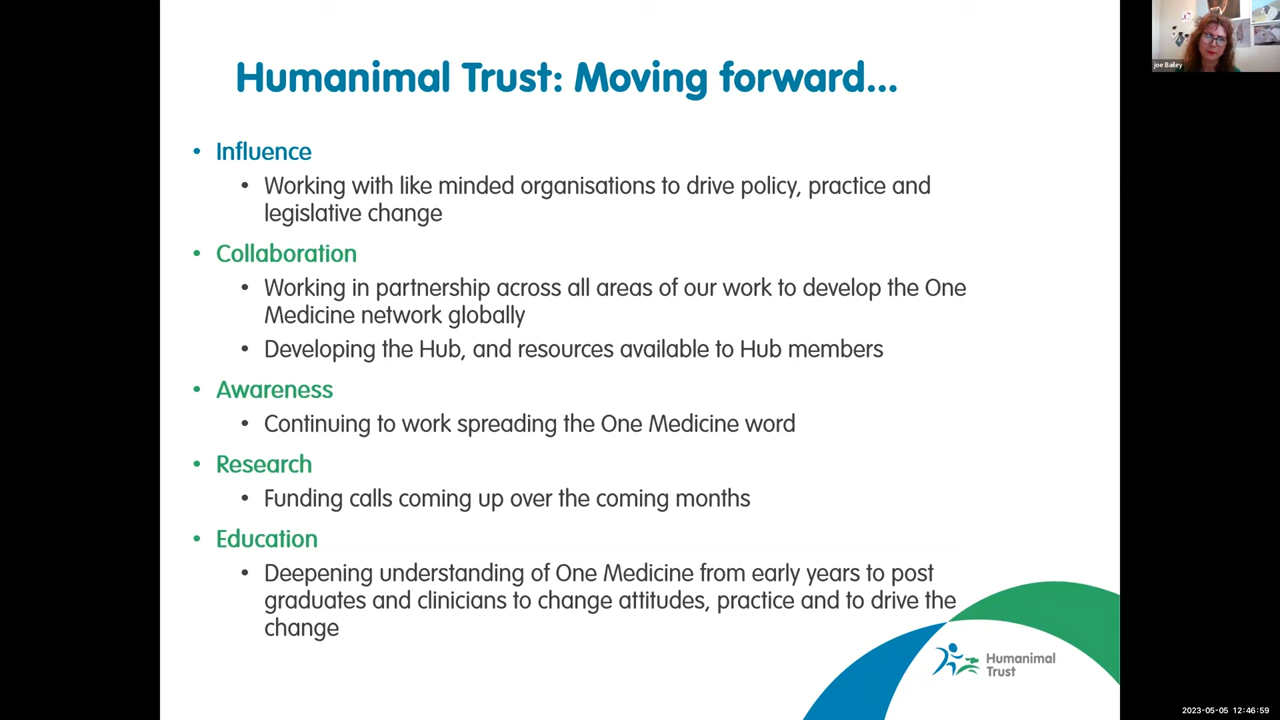 Humanimal Trust: Moving forward...
• Influence
• Working with like minded organisations to drive policy, practice and
legislative change
• Collaboration
• Working in partnership across all areas of our work to develop the One
Medicine network globally
• Developing the Hub, and resources available to Hub members
• Awareness
• Continuing to work spreading the One Medicine word
• Research
• Funding calls coming up over the coming months
• Education
• Deepening understanding of One Medicine from early years to post
graduates and clinicians to change attitudes, practice and to drive the
change
Humanimal
Trust
joe Bailey
2023-05-05 12:46:59